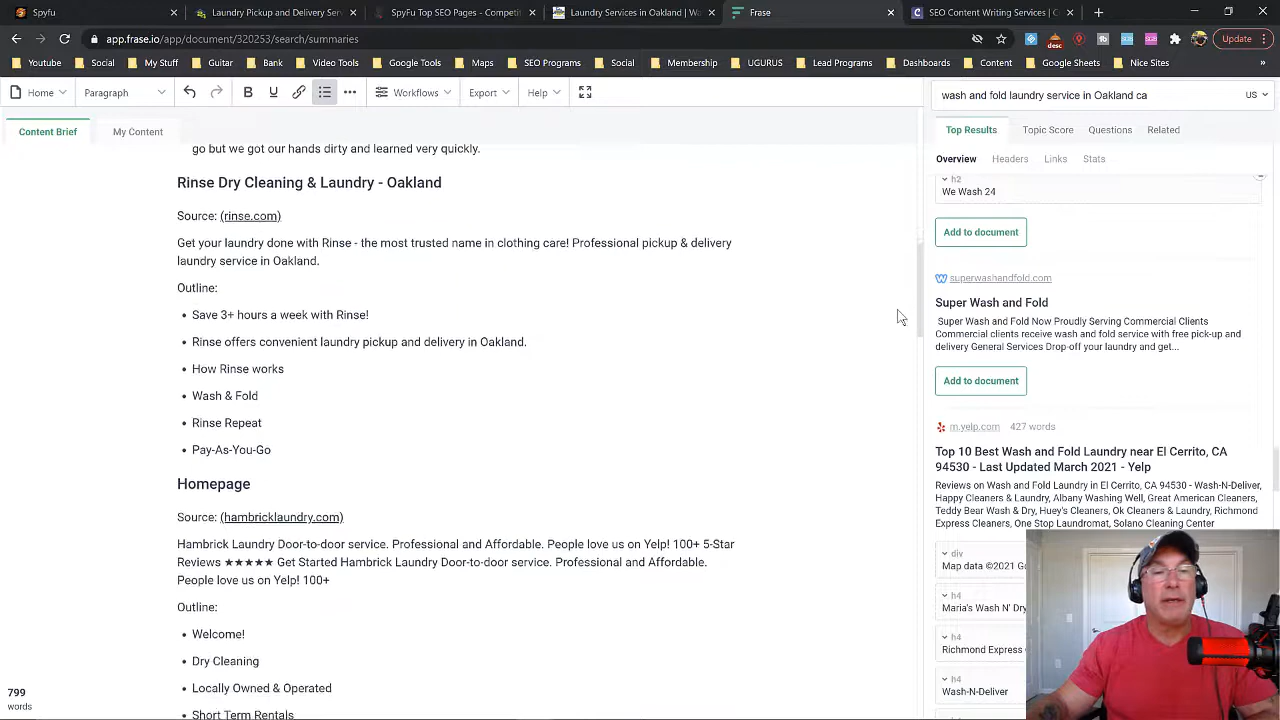 Spyfu
Laundry Pickup and Delivery Serv
SpyFu Top SEO Pages - Competit
Laundry Services in Oakland | Wa
Frase
SEO Content Writing Services | C
app.frase.io/app/document/320253/search/summaries
Update
YouTube
Social
My Stuff
Guitar
Bank
Video Tools
Google Tools
Maps
SEO Programs
Social
Membership
UGURUS
Lead Programs
Dashboards
Content
Google Sheets
Nice Sites
Home
Paragraph
B
U
Workflows
Export
Help
wash and fold laundry service in Oakland ca
US
Content Brief
My Content
Top Results
Topic Score
Questions
Related
Overview
Headers
Links
Stats
go but we got our hands dirty and learned very quickly.
Rinse Dry Cleaning & Laundry - Oakland
Source: (rinse.com)
Get your laundry done with Rinse - the most trusted name in clothing care! Professional pickup & delivery
laundry service in Oakland.
Outline:
• Save 3+ hours a week with Rinse!
• Rinse offers convenient laundry pickup and delivery in Oakland.
• How Rinse works
• Wash & Fold
• Rinse Repeat
• Pay-As-You-Go
Homepage
Source: (hambricklaundry.com)
Hambrick Laundry Door-to-door service. Professional and Affordable. People love us on Yelp! 100+ 5-Star
Reviews ★★★★★ Get Started Hambrick Laundry Door-to-door service. Professional and Affordable.
People love us on Yelp! 100+
Outline:
• Welcome!
• Dry Cleaning
• Locally Owned & Operated
• Short Term Rentals
799
words
h2
We Wash 24
Add to document
superwashandfold.com
Super Wash and Fold
Super Wash and Fold Now Proudly Serving Commercial Clients
Commercial clients receive wash and fold service with free pick-up and
delivery General Services Drop-off your laundry and get...
Add to document
m.yelp.com 427 words
Top 10 Best Wash and Fold Laundry near El Cerrito, CA
94530 - Last Updated March 2021 - Yelp
Reviews on Wash and Fold Laundry in El Cerrito, CA 94530 - Wash-N-Deliver,
Happy Cleaners & Laundry, Albany Washing Well, Great American Cleaners,
Teddy Bear Wash & Dry, Huey's Cleaners, Ok Cleaners & Laundry, Richmond
Express Cleaners, One Stop Laundromat, Solano Cleaning Center
div
Map data ©2021 Go
h4
Maria's Wash N' Dry
h4
Richmond Express
h4
Wash-N-Deliver